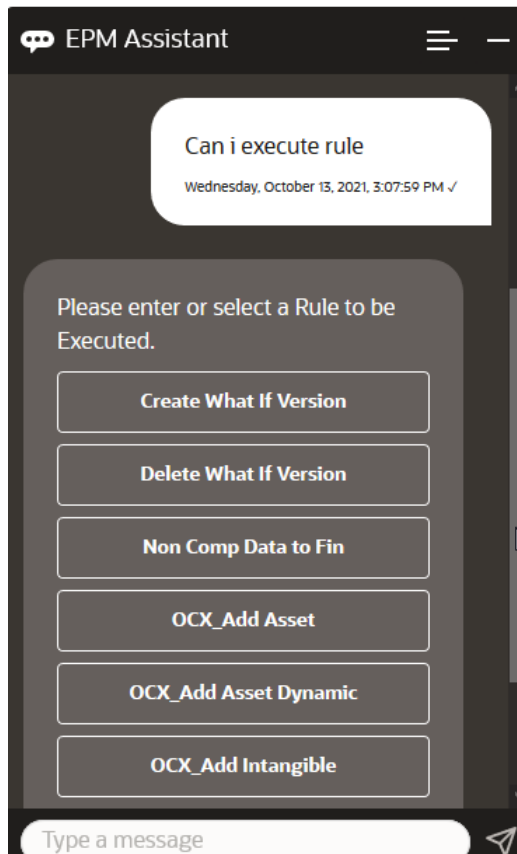 EPM Assistant
Can i execute rule
Wednesday, October 13, 2021, 3:07:59 PM ✓
Please enter or select a Rule to be
Executed.
Create What If Version
Delete What If Version
Non Comp Data to Fin
OCX_Add Asset
OCX_Add Asset Dynamic
OCX_Add Intangible
Type a message